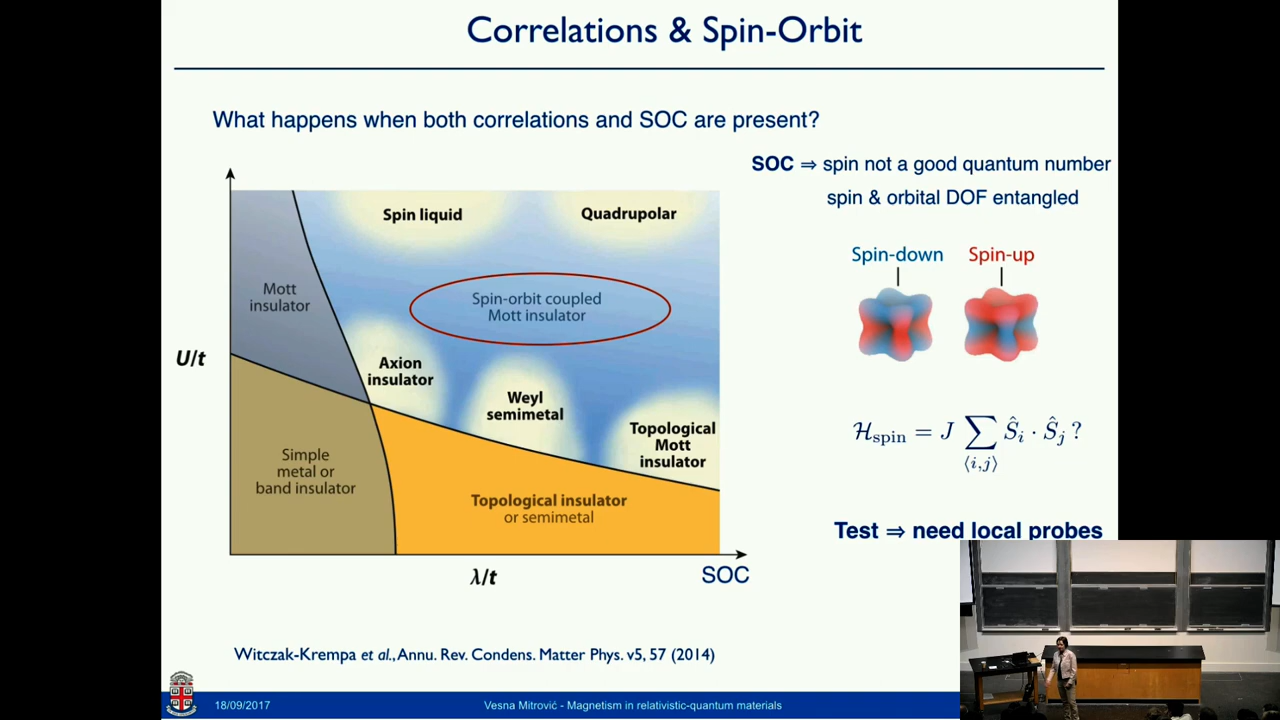 Correlations & Spin-Orbit
What happens when both correlations and SOC are present?
SOC ⇒ spin not a good quantum number
spin & orbital DOF entangled
Spin liquid
Quadrupolar
Mott
insulator
Spin-orbit coupled
Mott insulator
U/t
Axion
insulator
Weyl
semimetal
Topological
Mott
insulator
Simple
metal or
band insulator
Topological insulator
or semimetal
λ/t
SOC
Spin-down
Spin-up
ℋspin = J ∑⟨i,j⟩ Ŝi · Ŝj ?
Test ⇒ need local probes
Witczak-Krempa et al., Annu. Rev. Condens. Matter Phys. v5, 57 (2014)
18/09/2017
Vesna Mitrović - Magnetism in relativistic-quantum materials